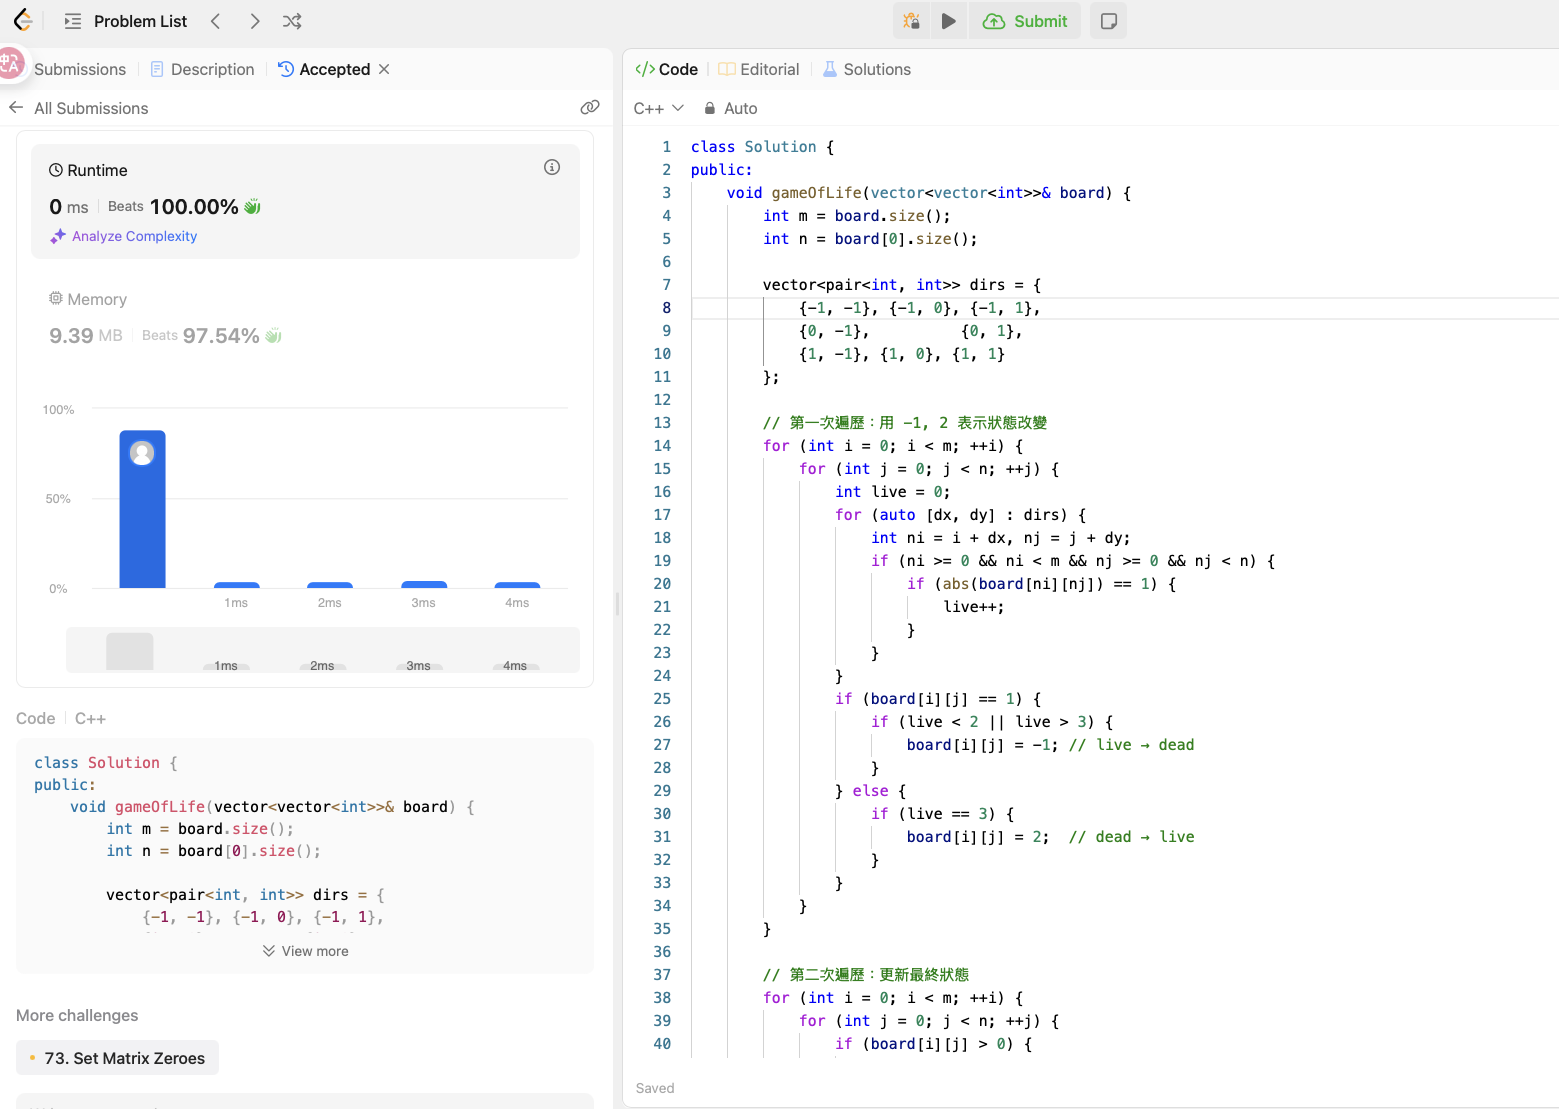 Problem List
Submit
Submissions
Description
Accepted
All Submissions
Runtime
0 ms
Beats 100.00%
Analyze Complexity
Memory
9.39 MB
Beats 97.54%
100%
50%
0%
1ms 2ms 3ms 4ms
1ms 2ms 3ms 4ms
Code
C++
class Solution {
public:
    void gameOfLife(vector<vector<int>>& board) {
        int m = board.size();
        int n = board[0].size();

        vector<pair<int, int>> dirs = {
            {-1, -1}, {-1, 0}, {-1, 1},
View more
More challenges
73. Set Matrix Zeroes
Code
Editorial
Solutions
C++
Auto
1 class Solution {
2 public:
3     void gameOfLife(vector<vector<int>>& board) {
4         int m = board.size();
5         int n = board[0].size();
6
7         vector<pair<int, int>> dirs = {
8             {-1, -1}, {-1, 0}, {-1, 1},
9             {0, -1},          {0, 1},
10             {1, -1}, {1, 0}, {1, 1}
11         };
12
13         // 第一次遍歷：用 -1, 2 表示狀態改變
14         for (int i = 0; i < m; ++i) {
15             for (int j = 0; j < n; ++j) {
16                 int live = 0;
17                 for (auto [dx, dy] : dirs) {
18                     int ni = i + dx, nj = j + dy;
19                     if (ni >= 0 && ni < m && nj >= 0 && nj < n) {
20                         if (abs(board[ni][nj]) == 1) {
21                             live++;
22                         }
23                     }
24                 }
25                 if (board[i][j] == 1) {
26                     if (live < 2 || live > 3) {
27                         board[i][j] = -1; // live → dead
28                     }
29                 } else {
30                     if (live == 3) {
31                         board[i][j] = 2;  // dead → live
32                     }
33                 }
34             }
35         }
36
37         // 第二次遍歷：更新最終狀態
38         for (int i = 0; i < m; ++i) {
39             for (int j = 0; j < n; ++j) {
40                 if (board[i][j] > 0) {
Saved